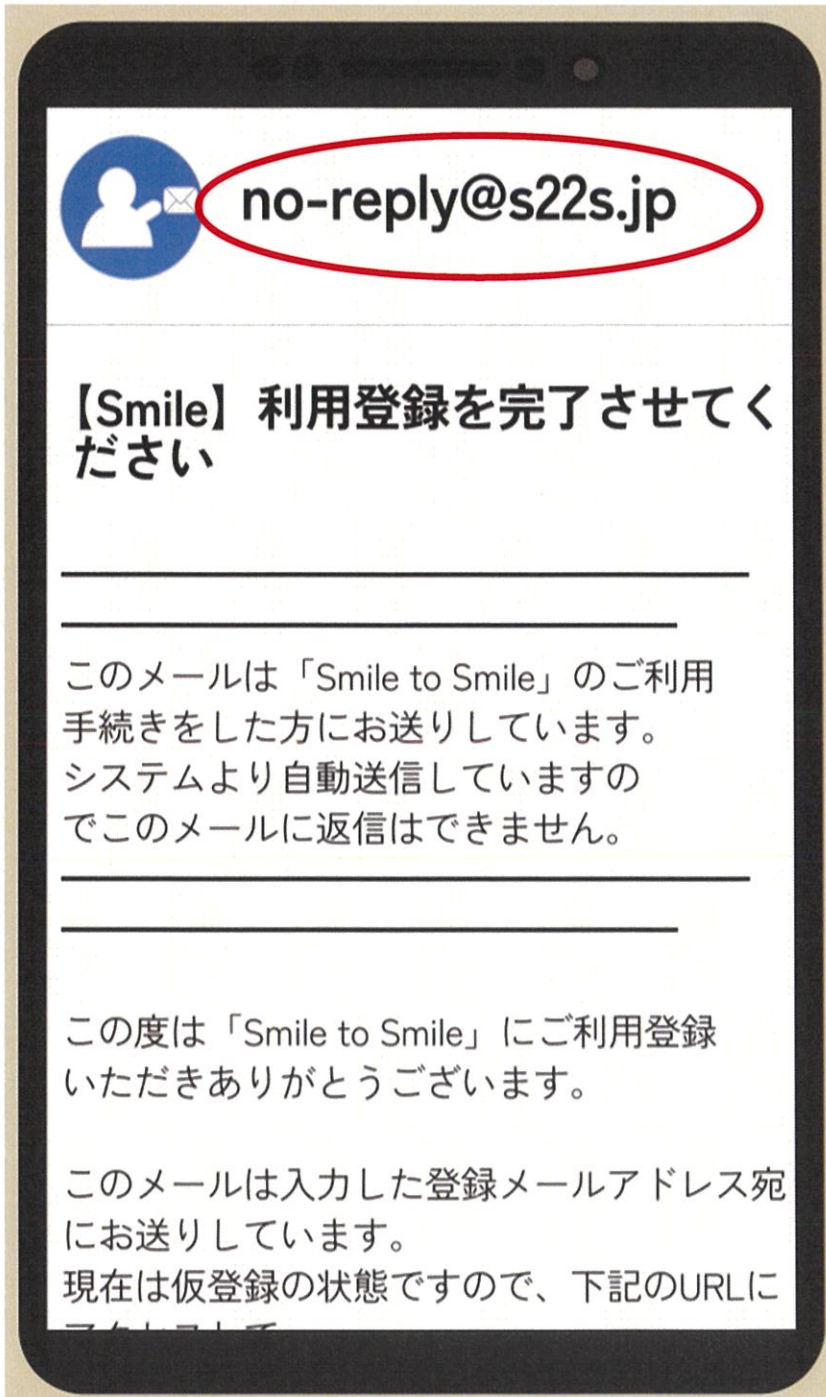 no-reply@s22s.jp
【Smile】利用登録を完了させてく
ださい
このメールは「Smile to Smile」のご利用
手続きをした方にお送りしています。
システムより自動送信していますの
でこのメールに返信はできません。
この度は「Smile to Smile」にご利用登録
いただきありがとうございます。
このメールは入力した登録メールアドレス宛
にお送りしています。
現在は仮登録の状態ですので、下記のURLに